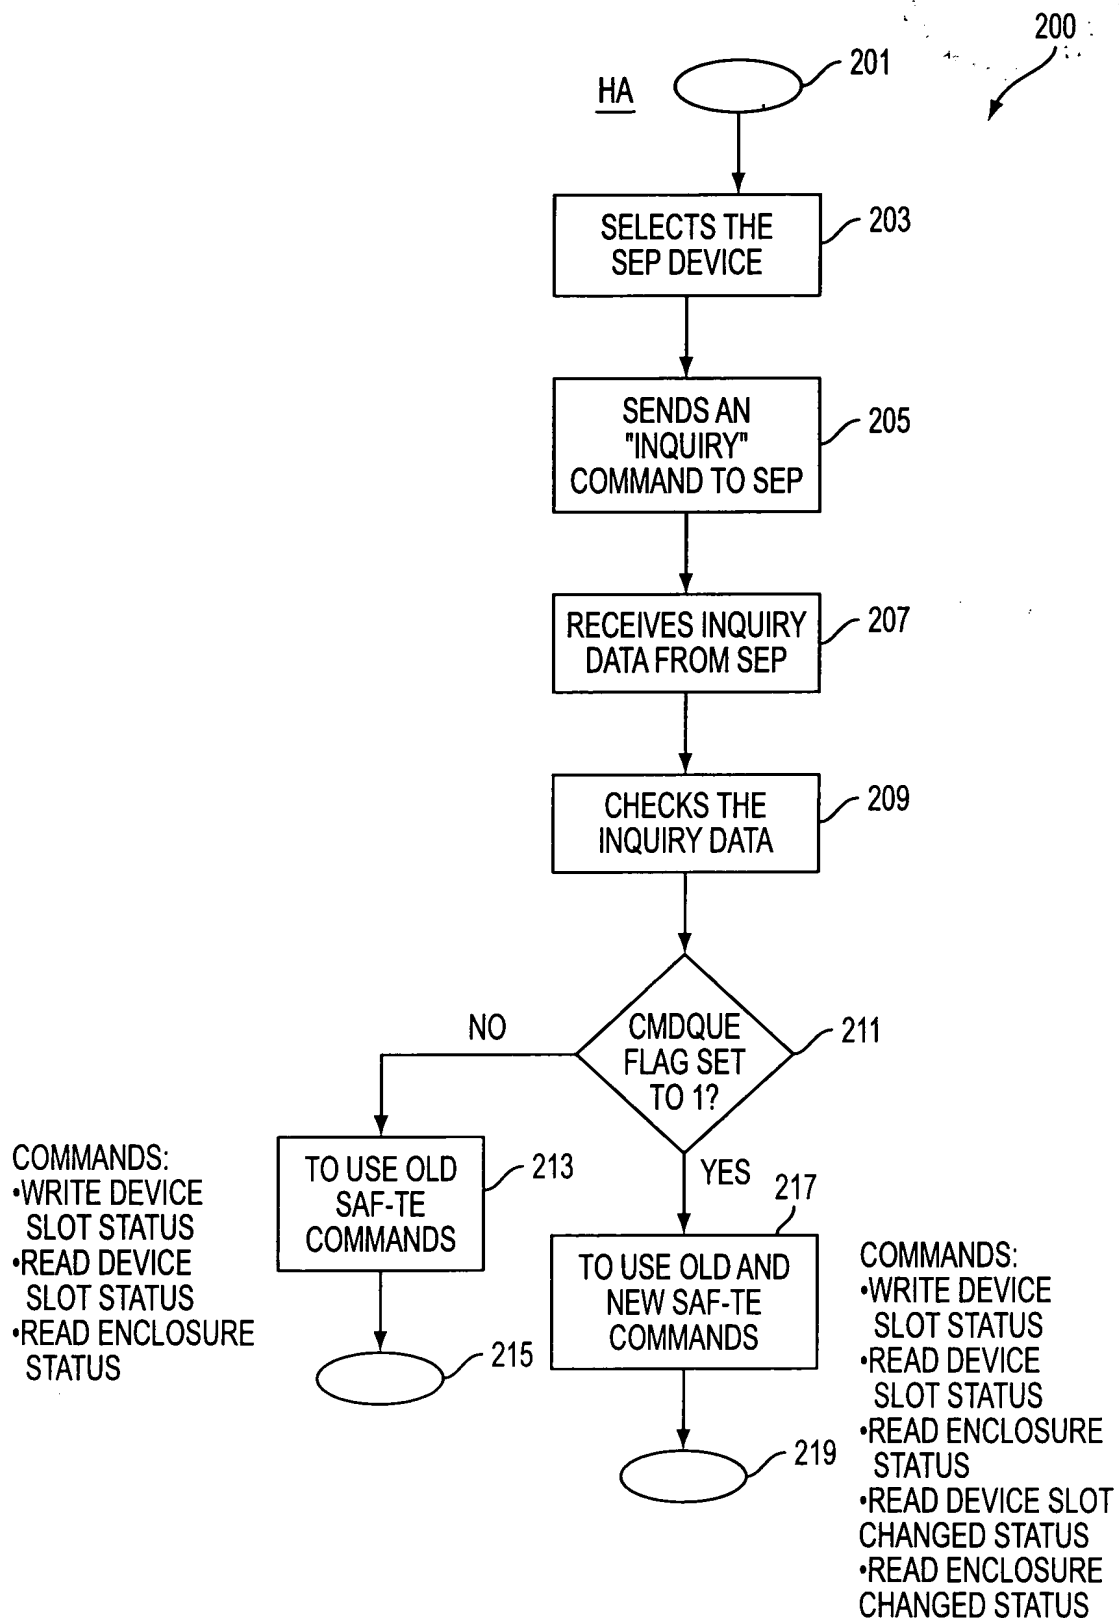 200
201
HA
SELECTS THE
SEP DEVICE
203
SENDS AN
"INQUIRY"
COMMAND TO SEP
205
RECEIVES INQUIRY
DATA FROM SEP
207
CHECKS THE
INQUIRY DATA
209
CMDQUE
FLAG SET
TO 1?
211
NO
YES
COMMANDS:
•WRITE DEVICE
SLOT STATUS
•READ DEVICE
SLOT STATUS
•READ ENCLOSURE
STATUS
TO USE OLD
SAF-TE
COMMANDS
213
215
217
TO USE OLD AND
NEW SAF-TE
COMMANDS
219
COMMANDS:
•WRITE DEVICE
SLOT STATUS
•READ DEVICE
SLOT STATUS
•READ ENCLOSURE
STATUS
•READ DEVICE SLOT
CHANGED STATUS
•READ ENCLOSURE
CHANGED STATUS